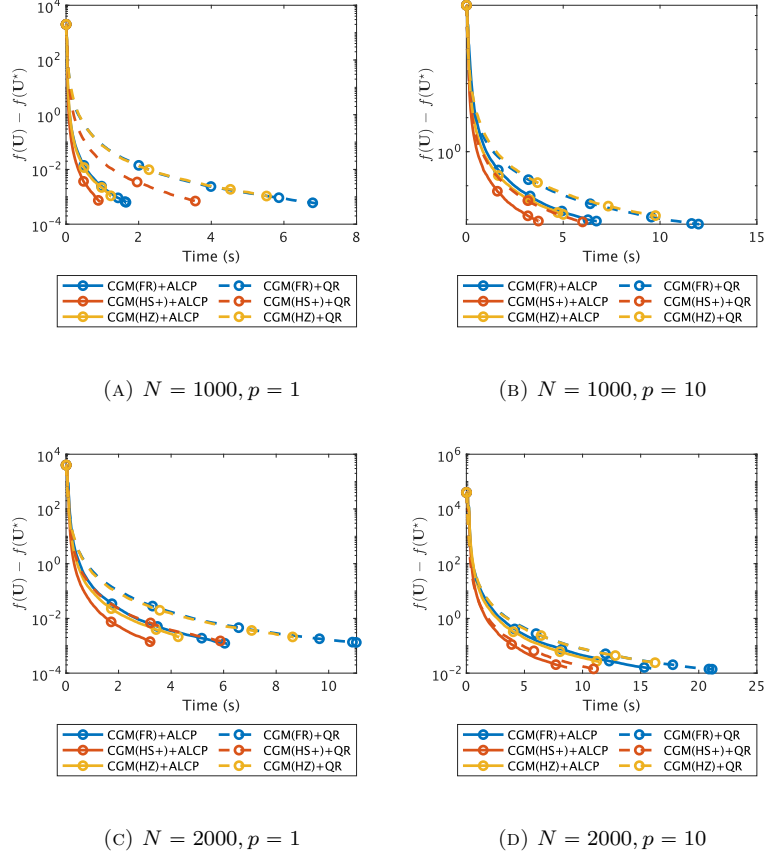 10^4
10^2
10^0
10^{-2}
10^{-4}
f(U) − f(U*)
0 2 4 6 8
Time (s)
CGM(FR)+ALCP CGM(FR)+QR
CGM(HS+)+ALCP CGM(HS+)+QR
CGM(HZ)+ALCP CGM(HZ)+QR
(A) N = 1000, p = 1
10^0
f(U) − f(U*)
0 5 10 15
Time (s)
CGM(FR)+ALCP CGM(FR)+QR
CGM(HS+)+ALCP CGM(HS+)+QR
CGM(HZ)+ALCP CGM(HZ)+QR
(B) N = 1000, p = 10
10^4
10^2
10^0
10^{-2}
10^{-4}
f(U) − f(U*)
0 2 4 6 8 10
Time (s)
CGM(FR)+ALCP CGM(FR)+QR
CGM(HS+)+ALCP CGM(HS+)+QR
CGM(HZ)+ALCP CGM(HZ)+QR
(C) N = 2000, p = 1
10^6
10^4
10^2
10^0
10^{-2}
f(U) − f(U*)
0 5 10 15 20 25
Time (s)
CGM(FR)+ALCP CGM(FR)+QR
CGM(HS+)+ALCP CGM(HS+)+QR
CGM(HZ)+ALCP CGM(HZ)+QR
(D) N = 2000, p = 10